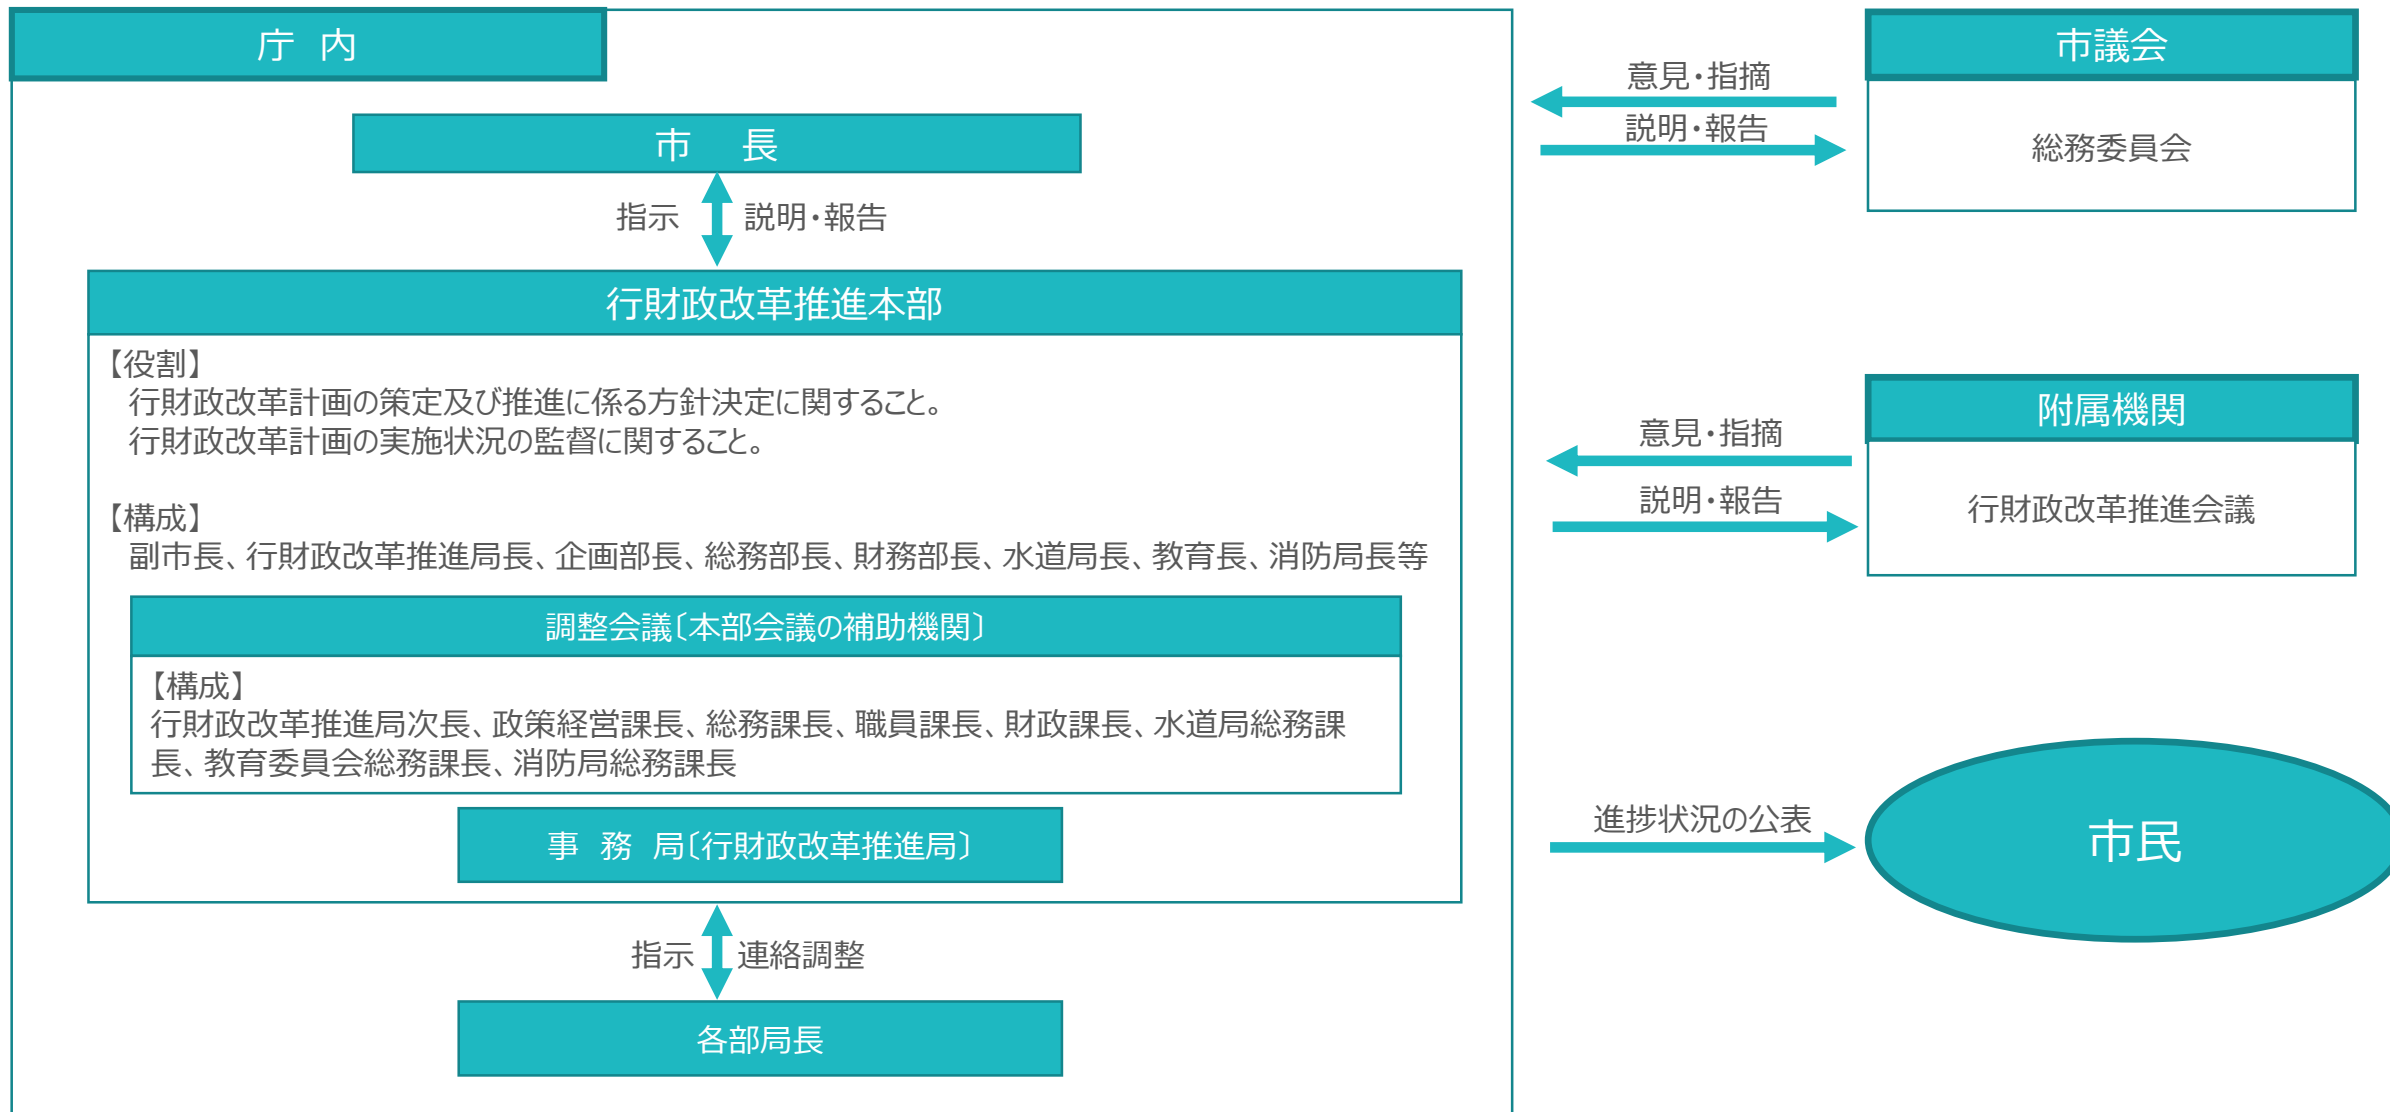 庁　内
市　長
指示　説明・報告
行財政改革推進本部
【役割】
行財政改革計画の策定及び推進に係る方針決定に関すること。
行財政改革計画の実施状況の監督に関すること。
【構成】
副市長、行財政改革推進局長、企画部長、総務部長、財務部長、水道局長、教育長、消防局長等
調整会議〔本部会議の補助機関〕
【構成】
行財政改革推進局次長、政策経営課長、総務課長、職員課長、財政課長、水道局総務課
長、教育委員会総務課長、消防局総務課長
事　務　局〔行財政改革推進局〕
指示　連絡調整
各部局長
意見・指摘
説明・報告
市議会
総務委員会
意見・指摘
説明・報告
附属機関
行財政改革推進会議
進捗状況の公表
市民